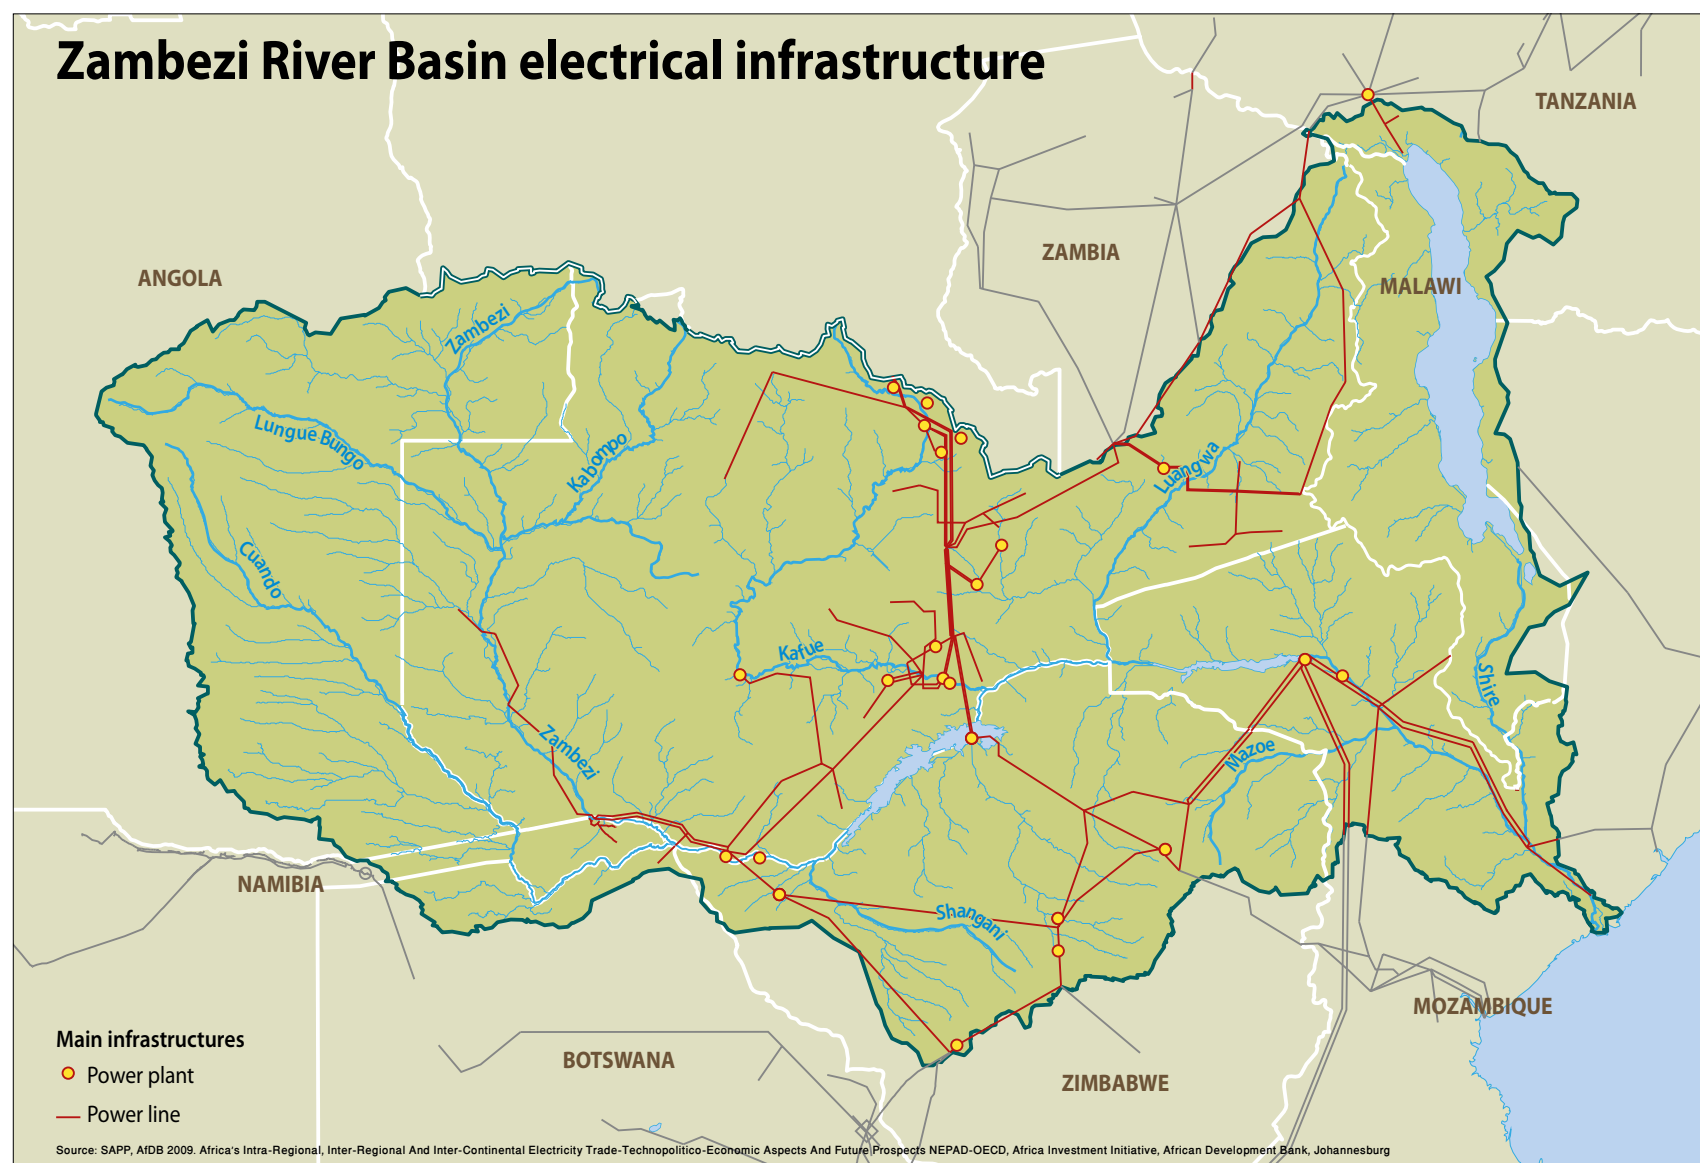 Zambezi River Basin electrical infrastructure
TANZANIA
ZAMBIA
ANGOLA
MALAWI
Zambezi
Lungue Bungo
Kabompo
Luangwa
Cuando
Kafue
Shire
Zambezi
Mazoe
NAMIBIA
Shangani
MOZAMBIQUE
BOTSWANA
ZIMBABWE
Main infrastructures
Power plant
Power line
Source: SAPP, AfDB 2009. Africa's Intra-Regional, Inter-Regional And Inter-Continental Electricity Trade-Technopolitico-Economic Aspects And Future Prospects NEPAD-OECD, Africa Investment Initiative, African Development Bank, Johannesburg